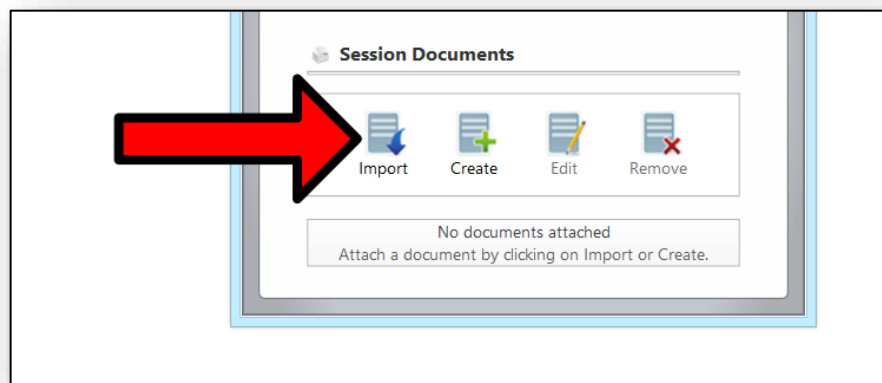 Session Documents
Import Create Edit Remove
No documents attached
Attach a document by clicking on Import or Create.